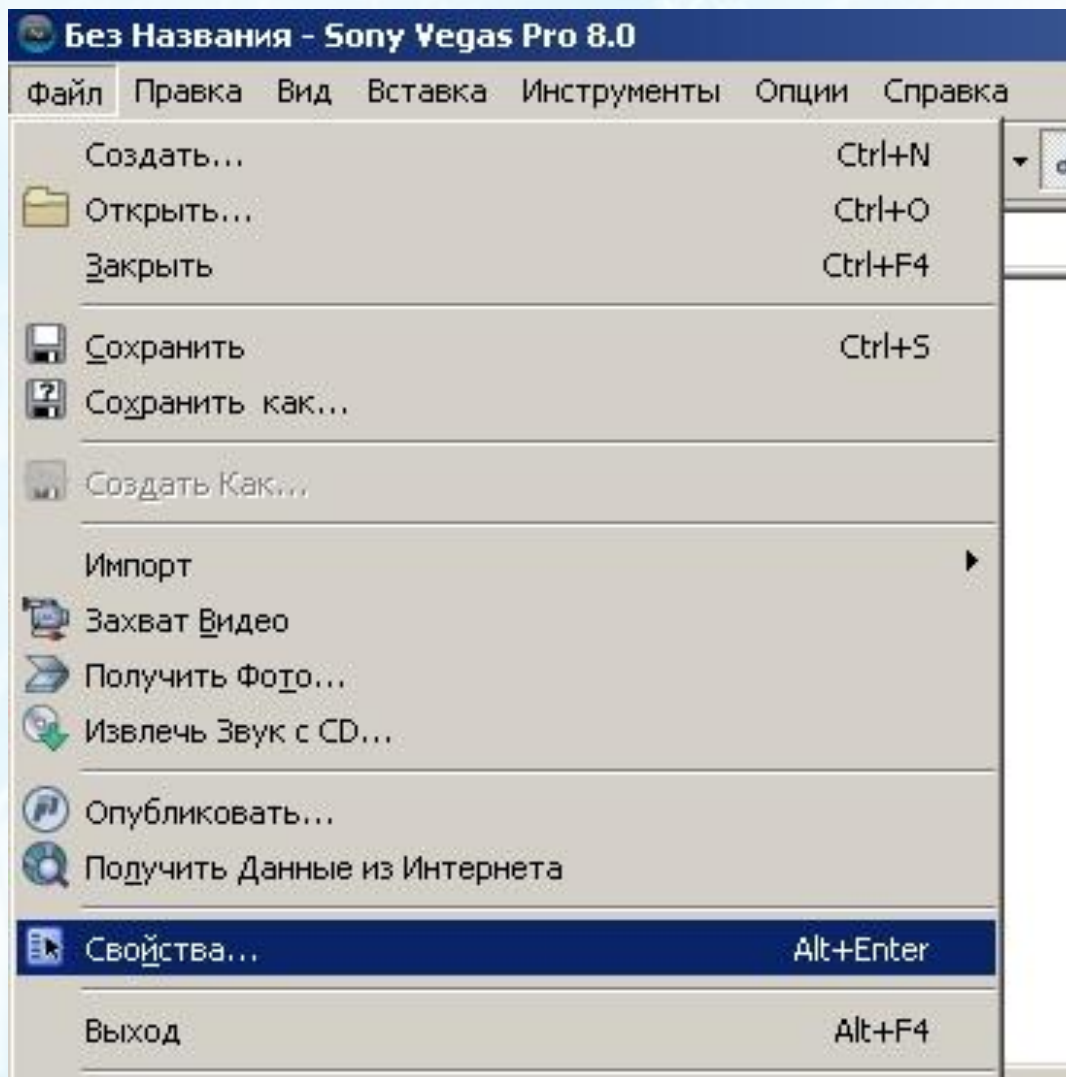 Без Названия - Sony Vegas Pro 8.0
Файл Правка Вид Вставка Инструменты Опции Справка
Создать... Ctrl+N
Открыть... Ctrl+O
Закрыть Ctrl+F4
Сохранить Ctrl+S
Сохранить как...
Создать Как...
Импорт
Захват Видео
Получить Фото...
Извлечь Звук с CD...
Опубликовать...
Получить Данные из Интернета
Свойства... Alt+Enter
Выход Alt+F4